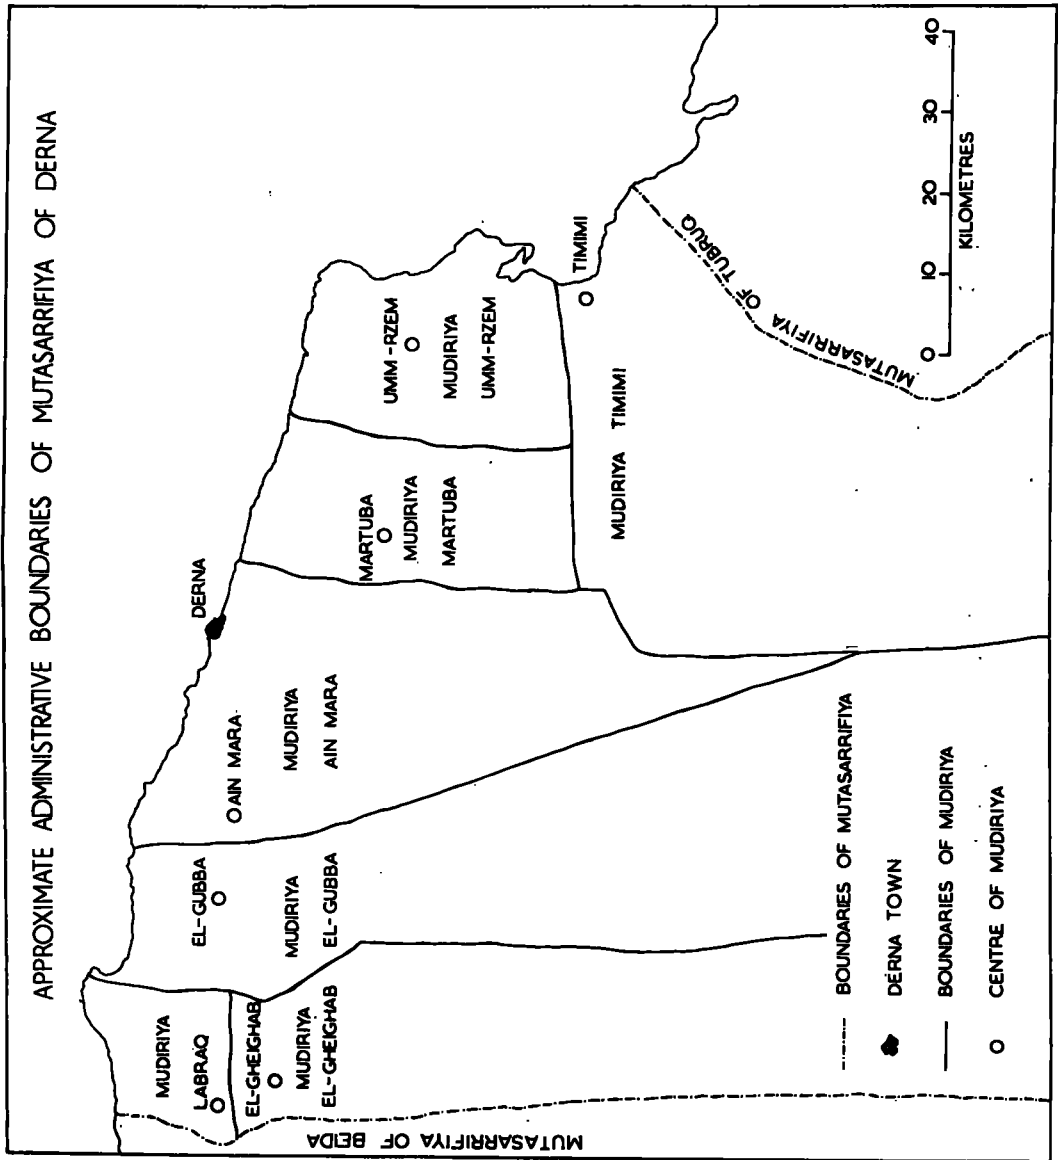 APPROXIMATE ADMINISTRATIVE BOUNDARIES OF MUTASARRIFIYA OF DERNA
MUTASARRIFIYA OF BEIDA
MUDIRIYA
LABRAQ
EL-GHEIGHAB
MUDIRIYA
EL-GHEIGHAB
EL-GUBBA
MUDIRIYA
EL-GUBBA
AIN MARA
MUDIRIYA
AIN MARA
DERNA
MARTUBA
MUDIRIYA
MARTUBA
UMM-RZEM
MUDIRIYA
UMM-RZEM
TIMIMI
MUDIRIYA TIMIMI
MUTASARRIFIYA OF TUBRUQ
BOUNDARIES OF MUTASARRIFIYA
DERNA TOWN
BOUNDARIES OF MUDIRIYA
CENTRE OF MUDIRIYA
0 10 20 30 40
KILOMETRES